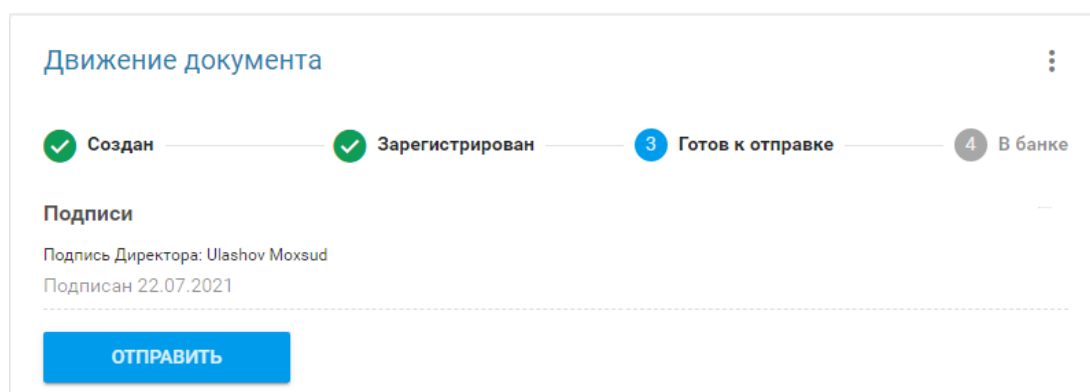 Движение документа
Создан Зарегистрирован 3 Готов к отправке 4 В банке
Подписи
Подпись Директора: Ulashov Moxsud
Подписан 22.07.2021
ОТПРАВИТЬ